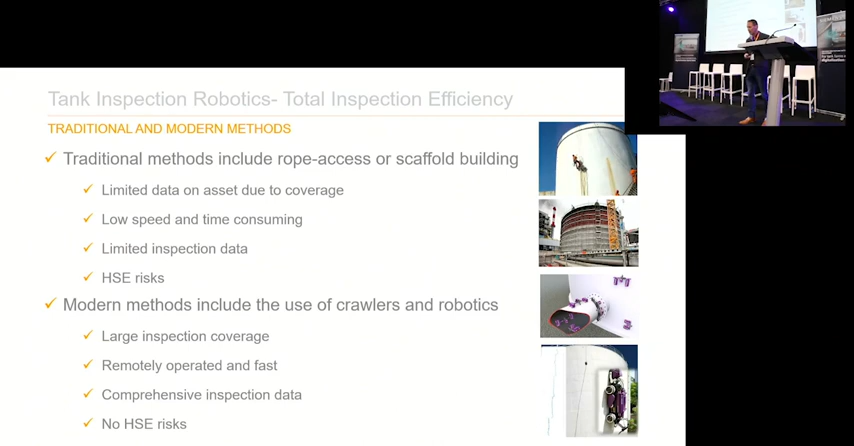 Tank Inspection Robotics- Total Inspection Efficiency
TRADITIONAL AND MODERN METHODS
Traditional methods include rope-access or scaffold building
Limited data on asset due to coverage
Low speed and time consuming
Limited inspection data
HSE risks
Modern methods include the use of crawlers and robotics
Large inspection coverage
Remotely operated and fast
Comprehensive inspection data
No HSE risks